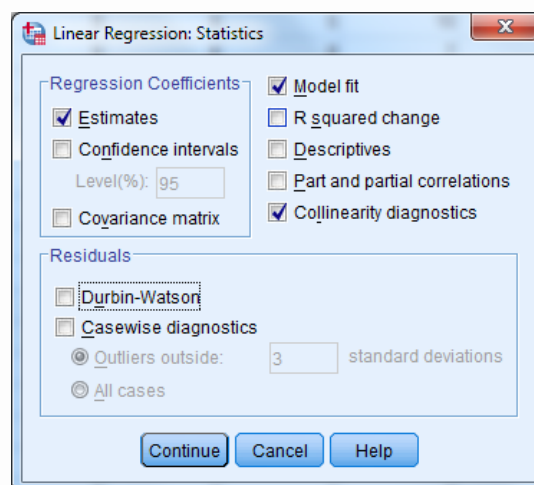 Linear Regression: Statistics
Regression Coefficients
Estimates
Confidence intervals
Level(%): 95
Covariance matrix
Model fit
R squared change
Descriptives
Part and partial correlations
Collinearity diagnostics
Residuals
Durbin-Watson
Casewise diagnostics
Outliers outside: 3 standard deviations
All cases
Continue Cancel Help